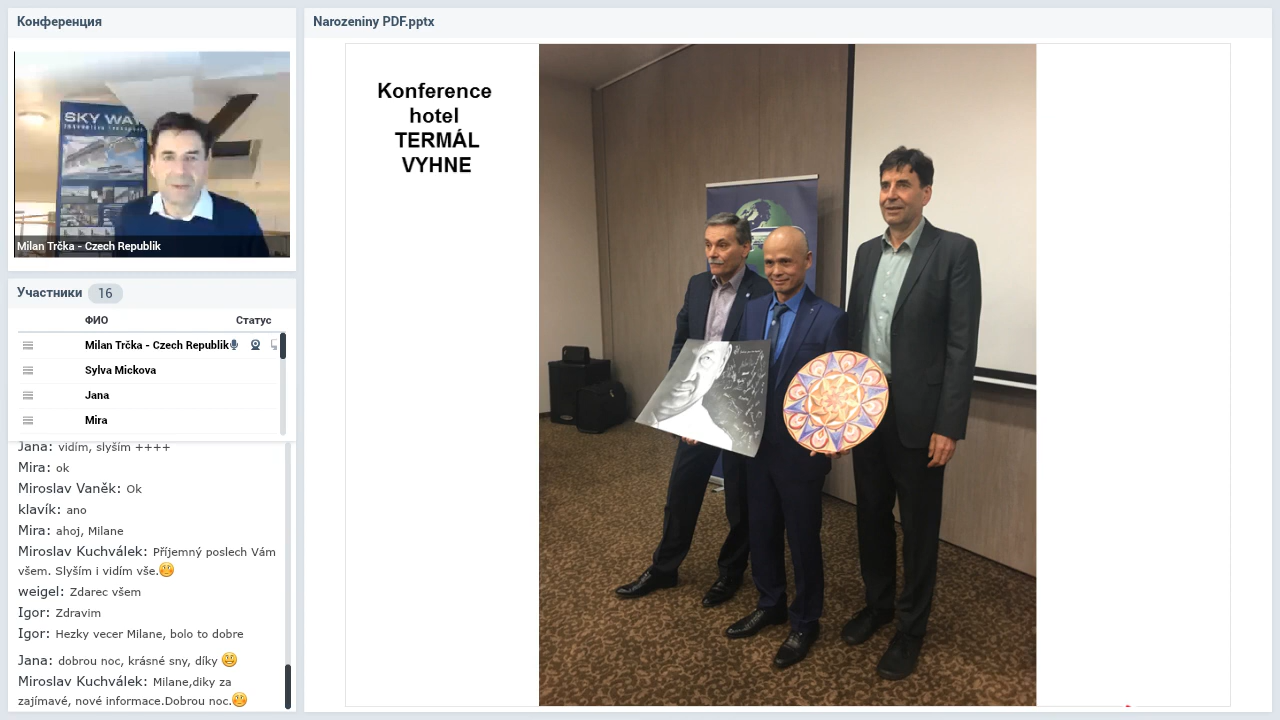 Конференция
SKY WAY
Milan Trčka - Czech Republik
Участники 16
ФИО Статус
Milan Trčka - Czech Republik
Sylva Mickova
Jana
Mira
Jana: vidím, slyším ++++
Mira: ok
Miroslav Vaněk: Ok
klavík: ano
Mira: ahoj, Milane
Miroslav Kuchválek: Příjemný poslech Vám
všem. Slyším i vidím vše.
weigel: Zdarec všem
Igor: Zdravim
Igor: Hezky vecer Milane, bolo to dobre
Jana: dobrou noc, krásné sny, díky
Miroslav Kuchválek: Milane,diky za
zajímavé, nové informace.Dobrou noc.
Narozeniny PDF.pptx
Konference
hotel
TERMÁL
VYHNE